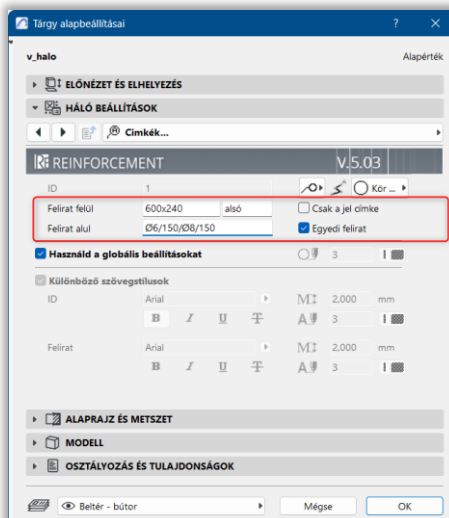 Tárgy alapbeállításai ? ×
v_halo Alapérték
ELŐNÉZET ÉS ELHELYEZÉS
HÁLÓ BEÁLLÍTÁSOK
Címkék...
REINFORCEMENT V.5.03
ID 1 Kör ...
Felirat felül 600x240 alsó Csak a jel címke
Felirat alul Ø6/150/Ø8/150 Egyedi felirat
Használd a globális beállításokat 3
Különböző szövegstílusok
ID Arial M 2,000 mm
B I U T A 3
Felirat Arial M 2,000 mm
B I U T A 3
ALAPRAJZ ÉS METSZET
MODELL
OSZTÁLYOZÁS ÉS TULAJDONSÁGOK
Beltér - bútor Mégse OK